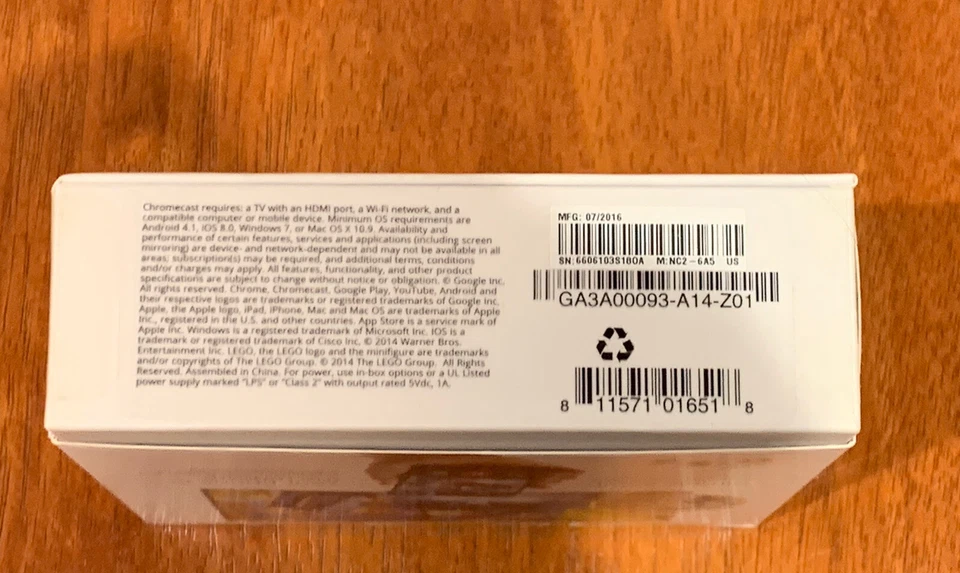 Chromecast requires: a TV with an HDMI port, a Wi-Fi network, and a
compatible computer or mobile device. Minimum OS requirements are
Android 4.1, iOS 8.0, Windows 7, or Mac OS X 10.9. Availability and
performance of certain features, services and applications (including screen
mirroring) are device- and network-dependent and may not be available in all
areas; subscription(s) may be required, and additional terms, conditions
and/or charges may apply. All features, functionality, and other product
specifications are subject to change without notice or obligation. © Google Inc.
All rights reserved. Chrome, Chromecast, Google Play, YouTube, Android and
their respective logos are trademarks or registered trademarks of Google Inc.
Apple, the Apple logo, iPad, iPhone, Mac and Mac OS are trademarks of Apple
Inc., registered in the U.S. and other countries. App Store is a service mark of
Apple Inc. Windows is a registered trademark of Microsoft Inc. IOS is a
trademark or registered trademark of Cisco Inc. © 2014 Warner Bros.
Entertainment Inc. LEGO, the LEGO logo and the minifigure are trademarks
and/or copyrights of The LEGO Group. © 2014 The LEGO Group. All Rights
Reserved. Assembled in China. For power, use in-box options or a UL Listed
power supply marked "LPS" or "Class 2" with output rated 5Vdc, 1A.
MFG: 07/2016
SN:6606103S180A M:NC2-6A5 US
GA3A00093-A14-Z01
8 11571 01651 8